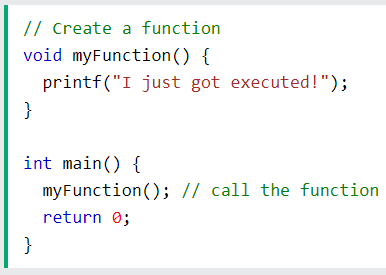 // Create a function
void myFunction() {
  printf("I just got executed!");
}

int main() {
  myFunction(); // call the function
  return 0;
}